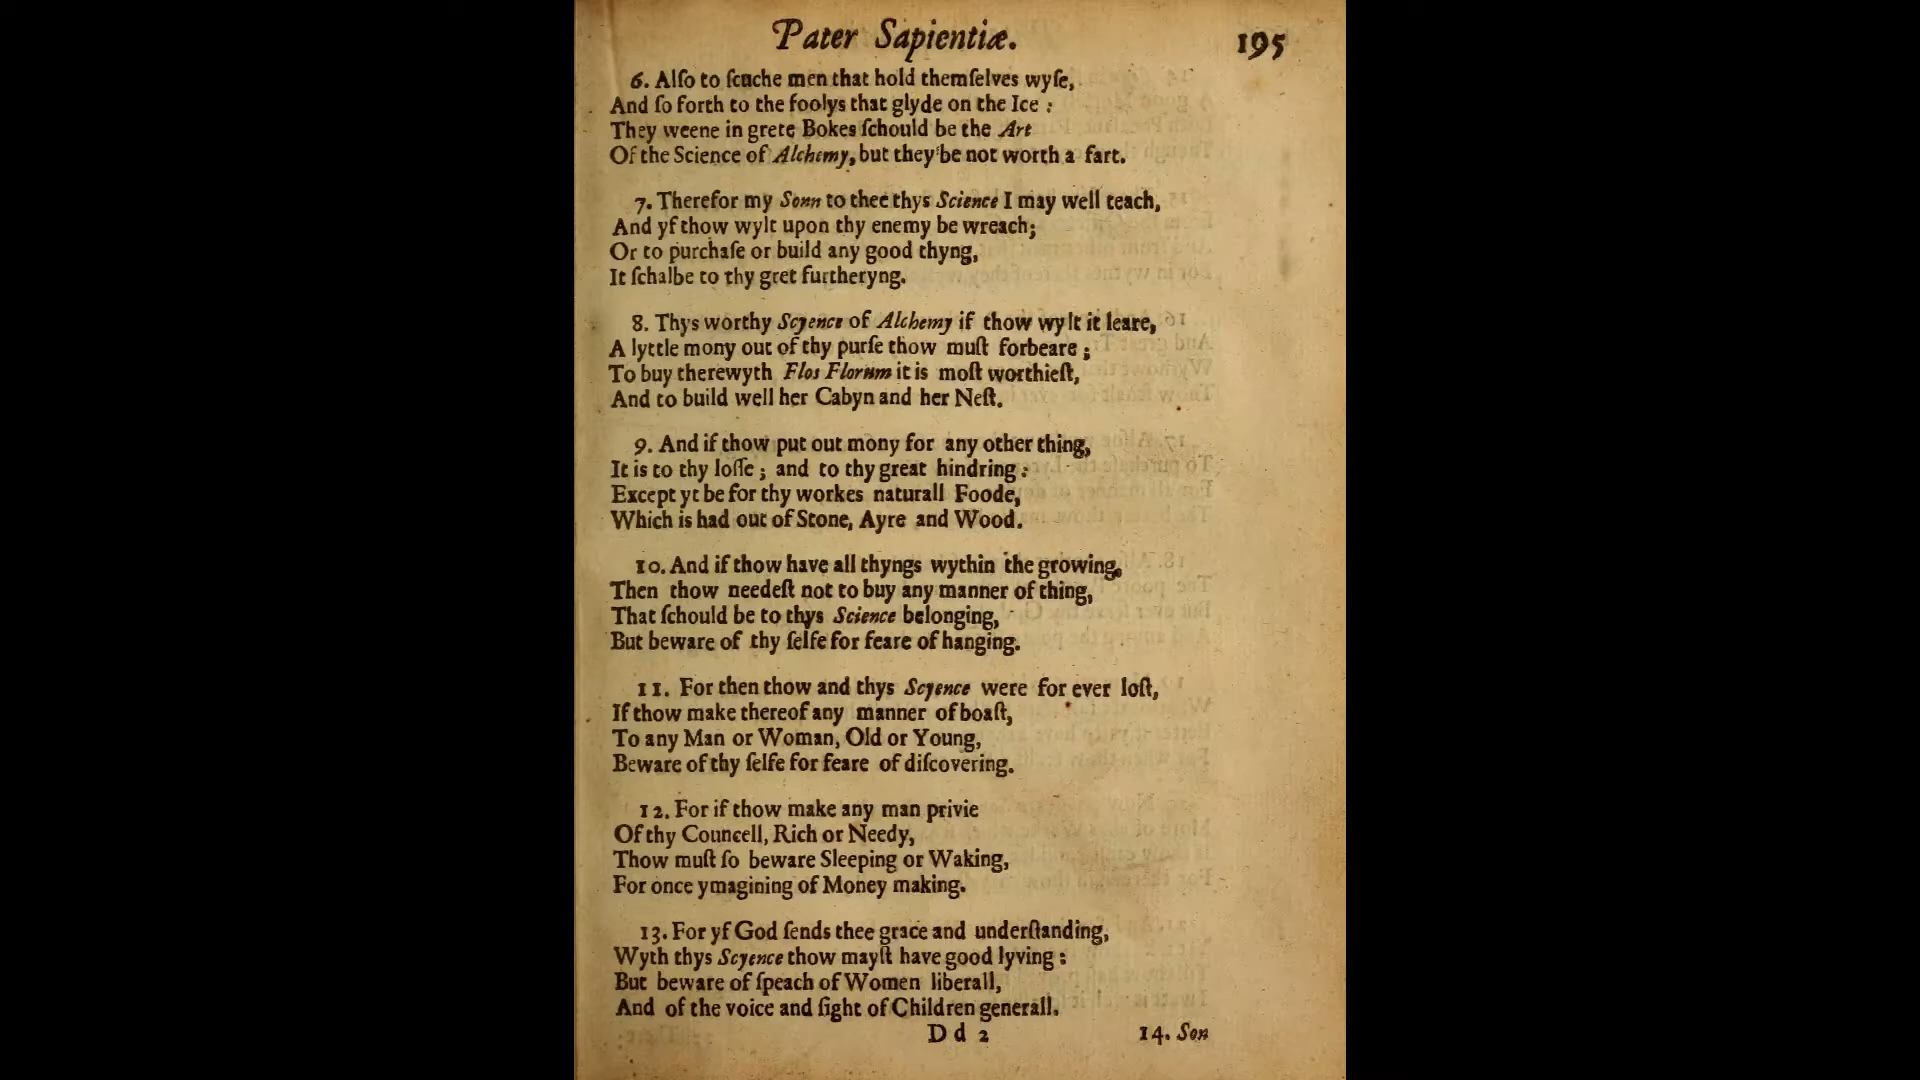 Pater Sapientiæ. 195
6. Alſo to ſcuche men that hold themſelves wyſe,
And ſo forth to the foolys that glyde on the Ice :
They weene in grete Bokes ſchould be the Art
Of the Science of Alchemy, but they be not worth a fart.
7. Therefor my Sonn to thee thys Science I may well teach,
And yf thow wylt upon thy enemy be wreach;
Or to purchaſe or build any good thyng,
It ſchalbe to thy gret furtheryng.
8. Thys worthy Scyence of Alchemy if thow wylt it leare,
A lyttle mony out of thy purſe thow muſt forbeare ;
To buy therewyth Flos Florum it is moſt worthieſt,
And to build well her Cabyn and her Neſt.
9. And if thow put out mony for any other thing,
It is to thy loſſe ; and to thy great hindring :
Except yt be for thy workes naturall Foode,
Which is had out of Stone, Ayre and Wood.
10. And if thow have all thyngs wythin the growing,
Then thow needeſt not to buy any manner of thing,
That ſchould be to thys Science belonging,
But beware of thy ſelfe for feare of hanging.
11. For then thow and thys Scyence were for ever loſt,
If thow make thereof any manner of boaſt,
To any Man or Woman, Old or Young,
Beware of thy ſelfe for feare of diſcovering.
12. For if thow make any man privie
Of thy Councell, Rich or Needy,
Thow muſt ſo beware Sleeping or Waking,
For once ymagining of Money making.
13. For yf God ſends thee grace and underſtanding,
Wyth thys Scyence thow mayſt have good lyving :
But beware of ſpeach of Women liberall,
And of the voice and ſight of Children generall.
D d 2 14. Son